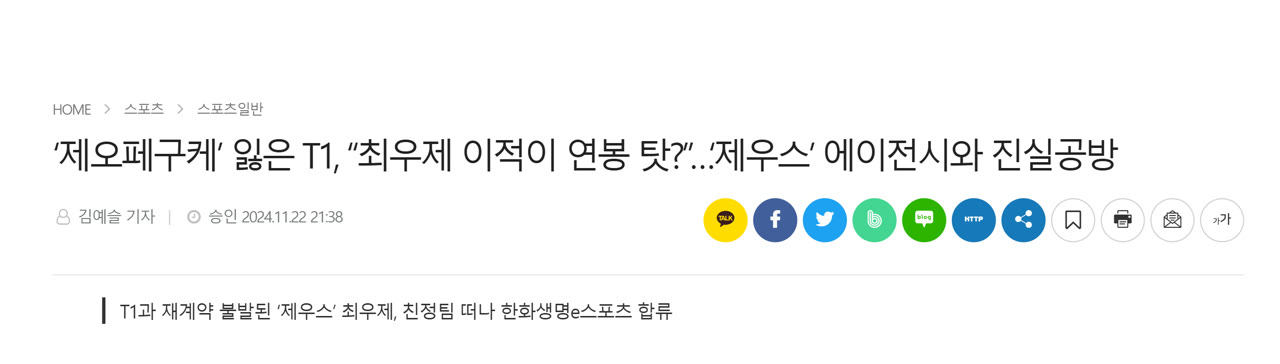 HOME > 스포츠 > 스포츠일반
‘제오페구케’ 잃은 T1, “최우제 이적이 연봉 탓?”…‘제우스’ 에이전시와 진실공방
김예슬 기자 | 승인 2024.11.22 21:38
TALK f b blog HTTP 가가
T1과 재계약 불발된 ‘제우스’ 최우제, 친정팀 떠나 한화생명e스포츠 합류